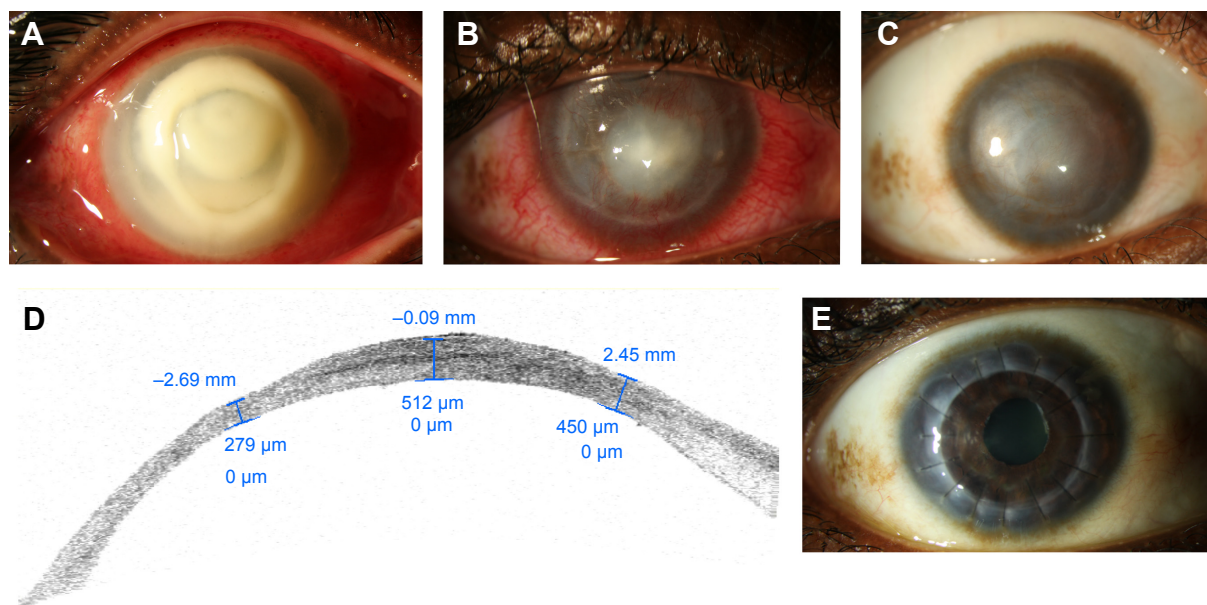 A
B
C
D
–0.09 mm
2.45 mm
–2.69 mm
512 µm
0 µm
450 µm
0 µm
279 µm
0 µm
E